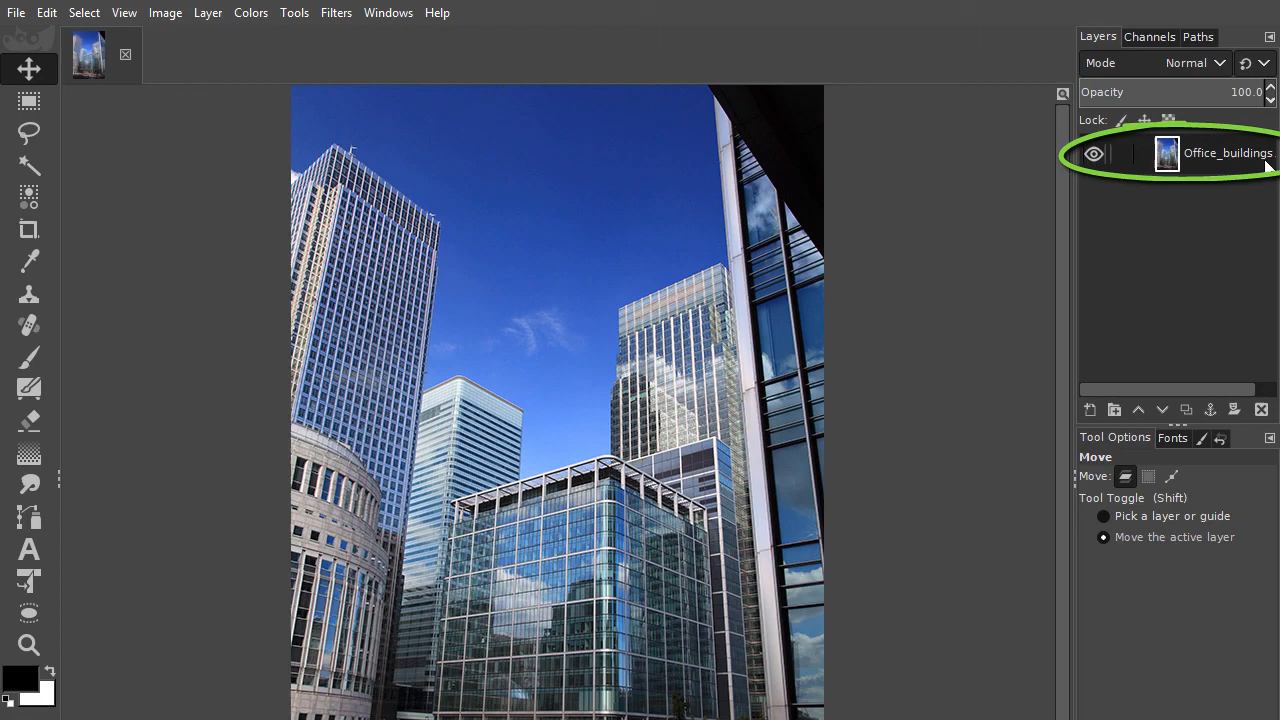 File Edit Select View Image Layer Colors Tools Filters Windows Help
Layers Channels Paths
Mode Normal
Opacity 100.0
Lock:
Office_buildings
Tool Options Fonts
Move
Move:
Tool Toggle (Shift)
Pick a layer or guide
Move the active layer